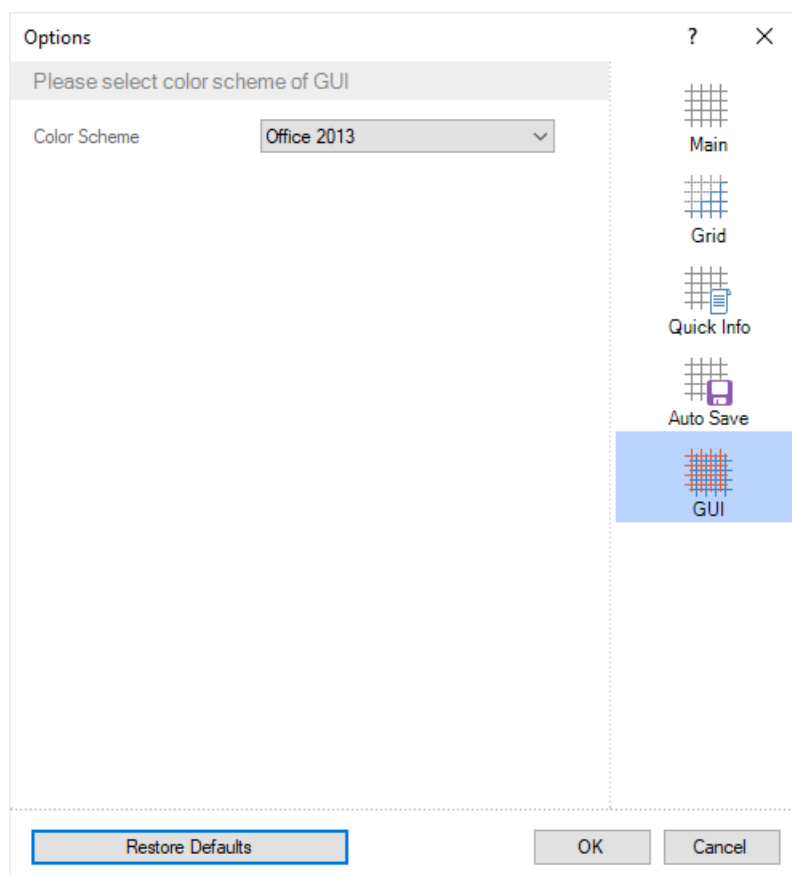 Options
?
Please select color scheme of GUI
Color Scheme
Office 2013
Main
Grid
Quick Info
Auto Save
GUI
Restore Defaults
OK
Cancel